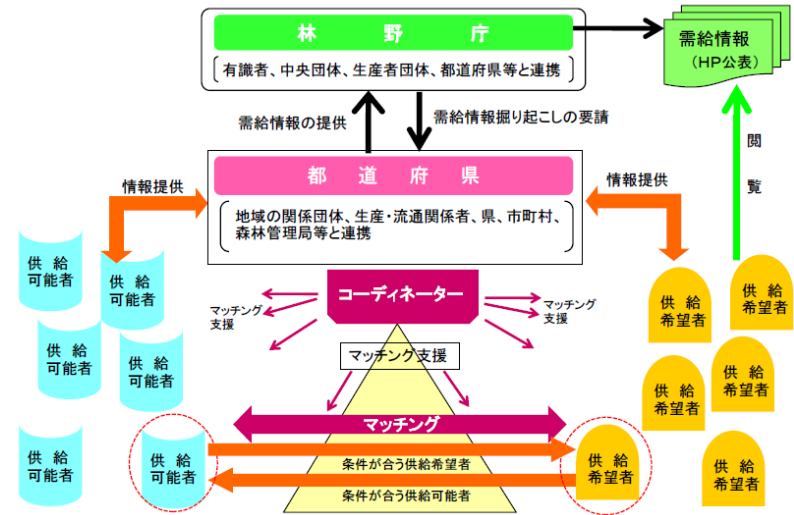 林 野 庁
有識者、中央団体、生産者団体、都道府県等と連携
需給情報
（HP公表）
需給情報の提供
需給情報掘り起こしの要請
閲
覧
都 道 府 県
地域の関係団体、生産・流通関係者、県、市町村、
森林管理局等と連携
情報提供
情報提供
コーディネーター
マッチング
支援
マッチング
支援
マッチング支援
マッチング
条件が合う供給希望者
条件が合う供給可能者
供 給
可能者
供 給
可能者
供 給
可能者
供 給
可能者
供 給
可能者
供 給
可能者
供 給
希望者
供 給
希望者
供 給
希望者
供 給
希望者
供 給
希望者
供 給
希望者